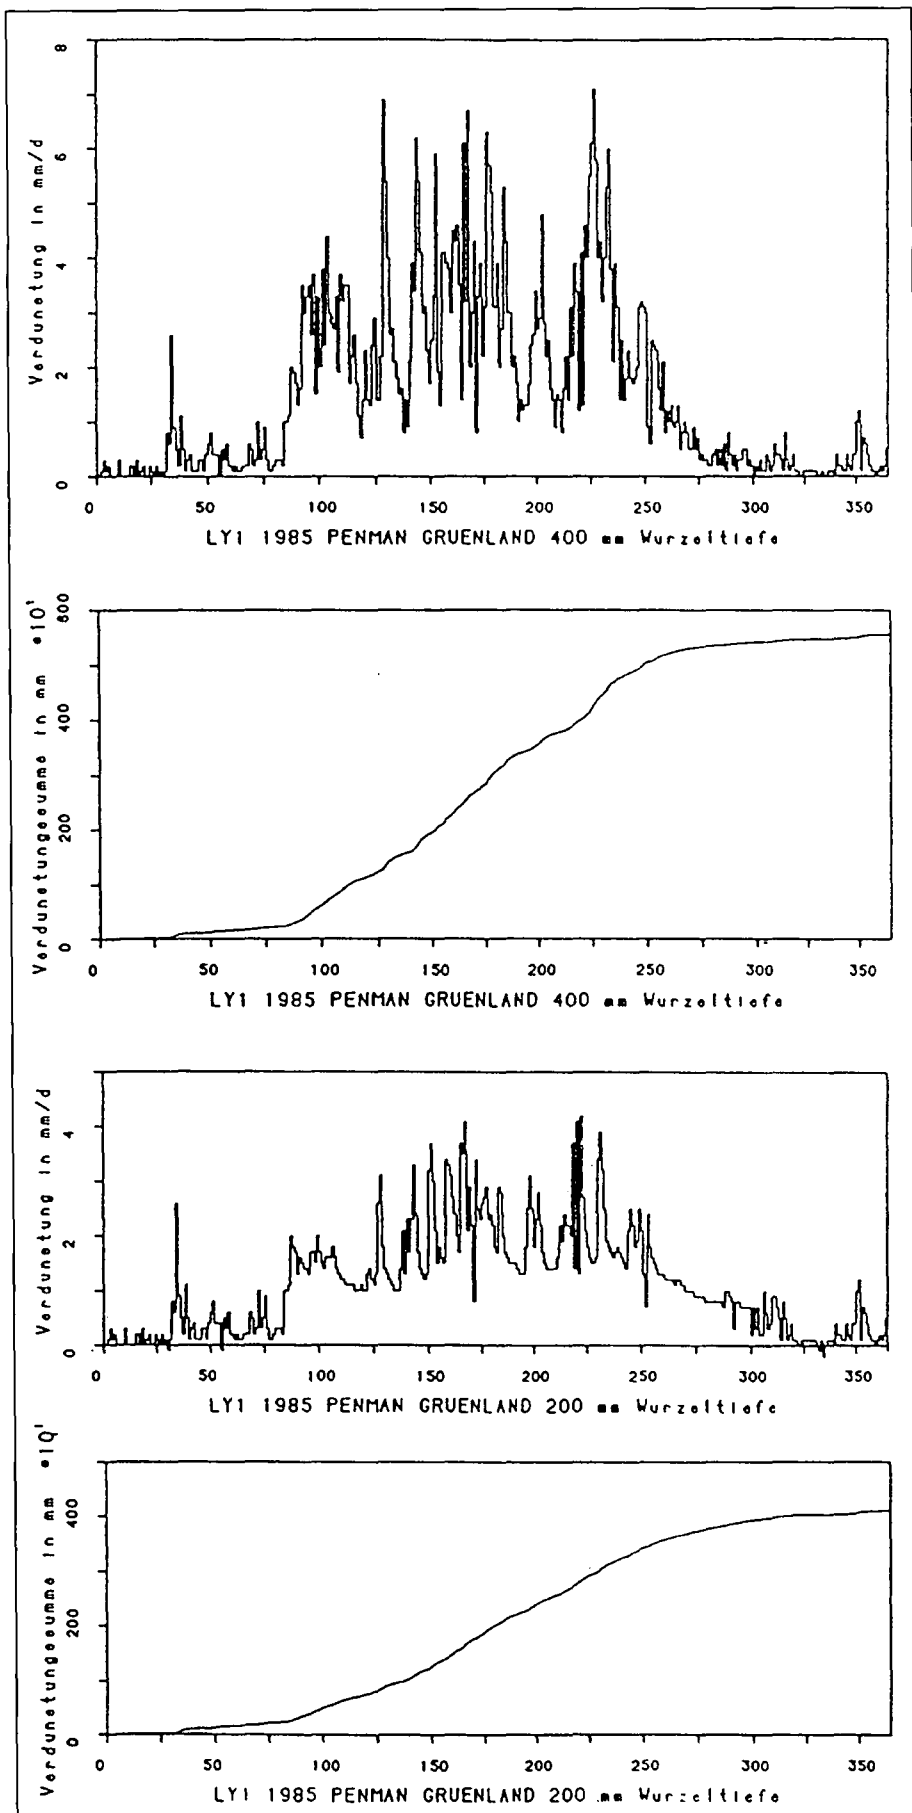 Verdunstung in mm/d
0 2 4 6 8
0 50 100 150 200 250 300 350
LY1 1985 PENMAN GRUENLAND 400 mm Wurzeltiefe
Verdunstungssumme in mm *10¹
0 200 400 600
0 50 100 150 200 250 300 350
LY1 1985 PENMAN GRUENLAND 400 mm Wurzeltiefe
Verdunstung in mm/d
0 2 4
0 50 100 150 200 250 300 350
LY1 1985 PENMAN GRUENLAND 200 mm Wurzeltiefe
Verdunstungssumme in mm *10¹
0 200 400
0 50 100 150 200 250 300 350
LY1 1985 PENMAN GRUENLAND 200 mm Wurzeltiefe